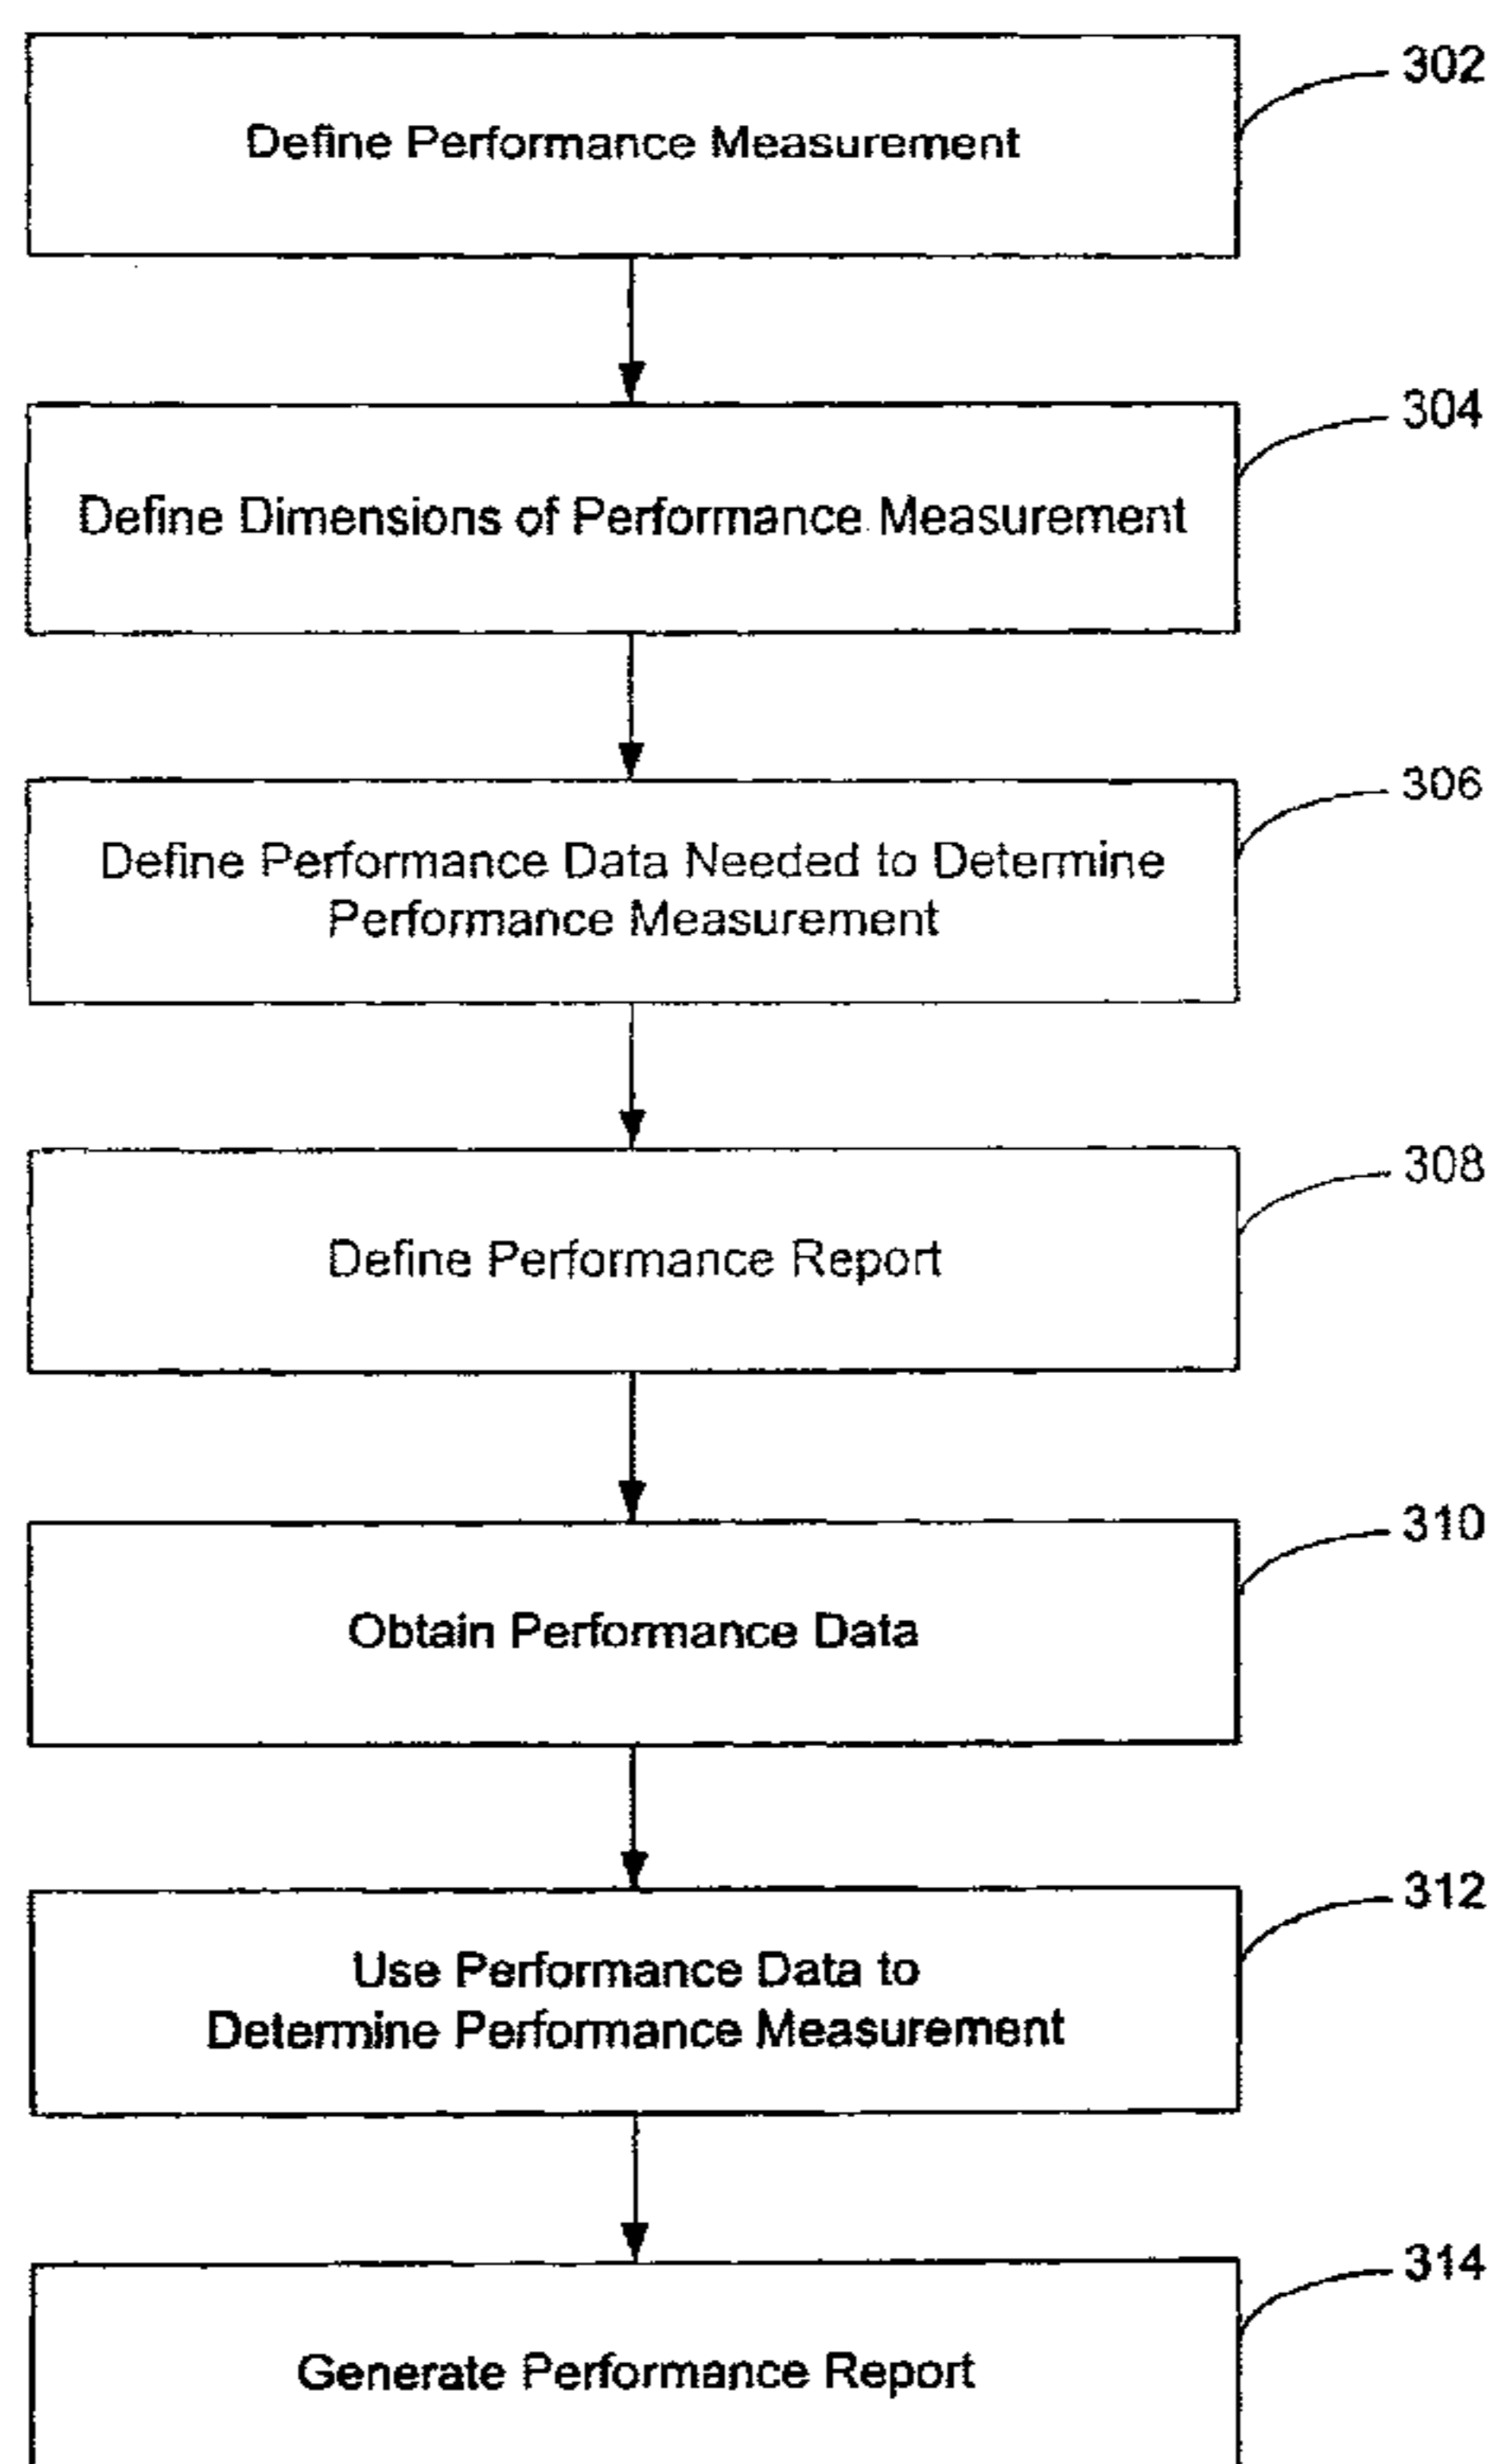 302
Define Performance Measurement
304
Define Dimensions of Performance Measurement
306
Define Performance Data Needed to Determine
Performance Measurement
308
Define Performance Report
310
Obtain Performance Data
312
Use Performance Data to
Determine Performance Measurement
314
Generate Performance Report